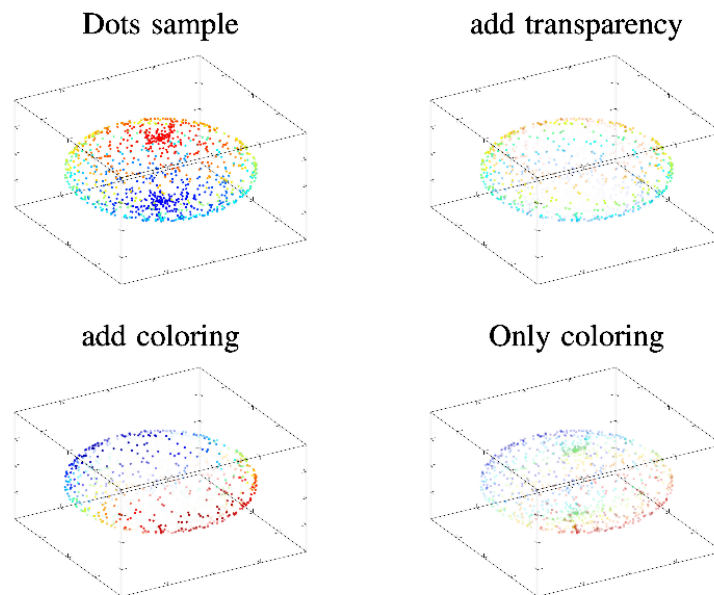 Dots sample
add transparency
add coloring
Only coloring